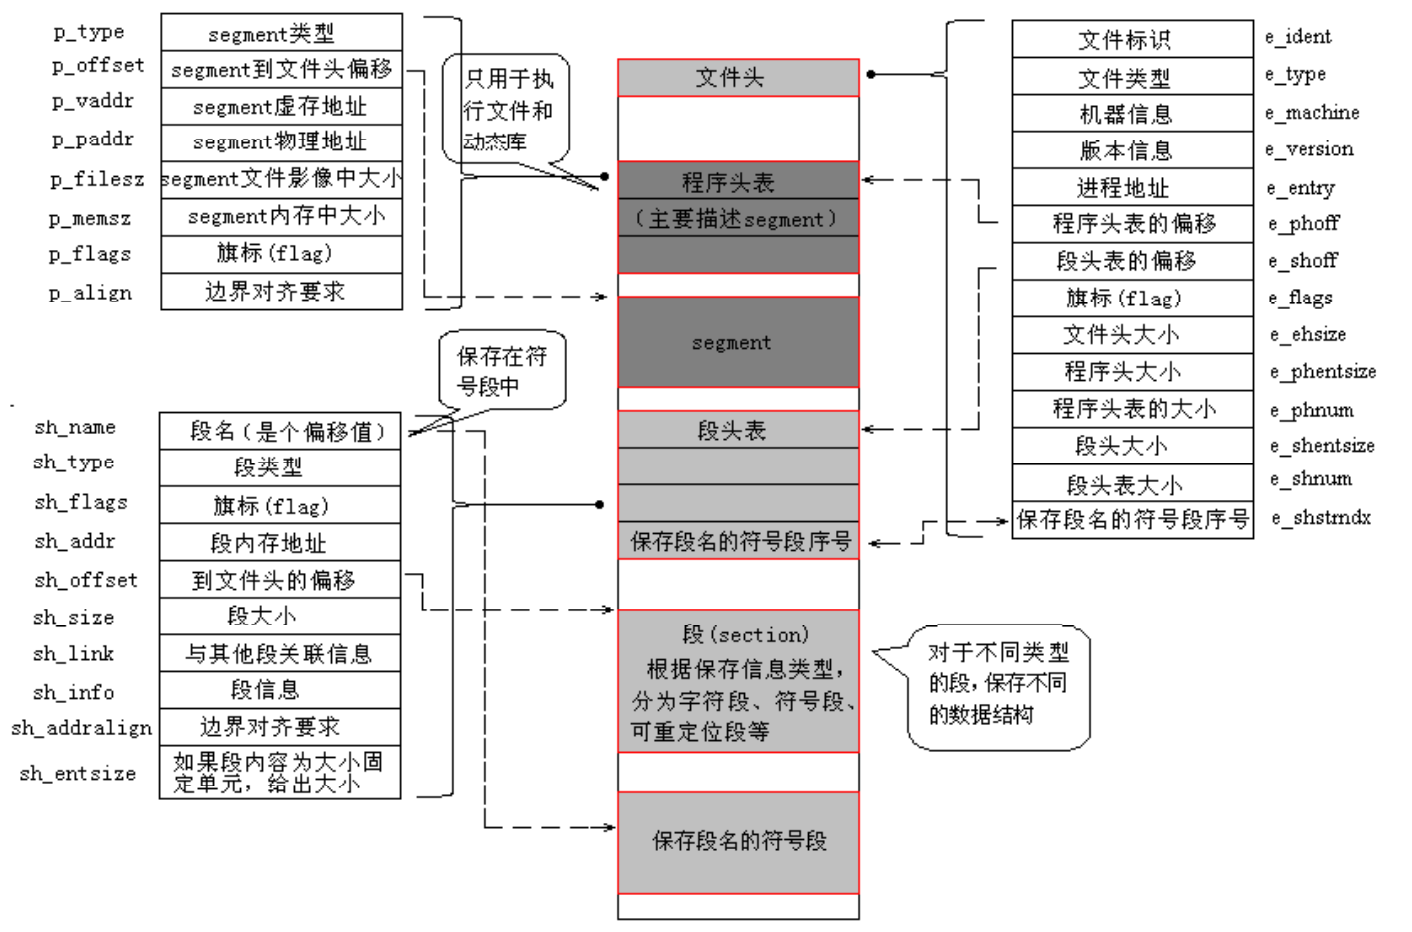 p_type segment类型
p_offset segment到文件头偏移
p_vaddr segment虚存地址
p_paddr segment物理地址
p_filesz segment文件影像中大小
p_memsz segment内存中大小
p_flags 旗标(flag)
p_align 边界对齐要求
只用于执
行文件和
动态库
保存在符
号段中
sh_name 段名(是个偏移值)
sh_type 段类型
sh_flags 旗标(flag)
sh_addr 段内存地址
sh_offset 到文件头的偏移
sh_size 段大小
sh_link 与其他段关联信息
sh_info 段信息
sh_addralign 边界对齐要求
sh_entsize 如果段内容为大小固
定单元，给出大小
文件头
程序头表
(主要描述segment)
segment
段头表
保存段名的符号段序号
段(section)
根据保存信息类型，
分为字符段、符号段、
可重定位段等
保存段名的符号段
文件标识 e_ident
文件类型 e_type
机器信息 e_machine
版本信息 e_version
进程地址 e_entry
程序头表的偏移 e_phoff
段头表的偏移 e_shoff
旗标(flag) e_flags
文件头大小 e_ehsize
程序头大小 e_phentsize
程序头表的大小 e_phnum
段头大小 e_shentsize
段头表大小 e_shnum
保存段名的符号段序号 e_shstrndx
对于不同类型
的段，保存不同
的数据结构